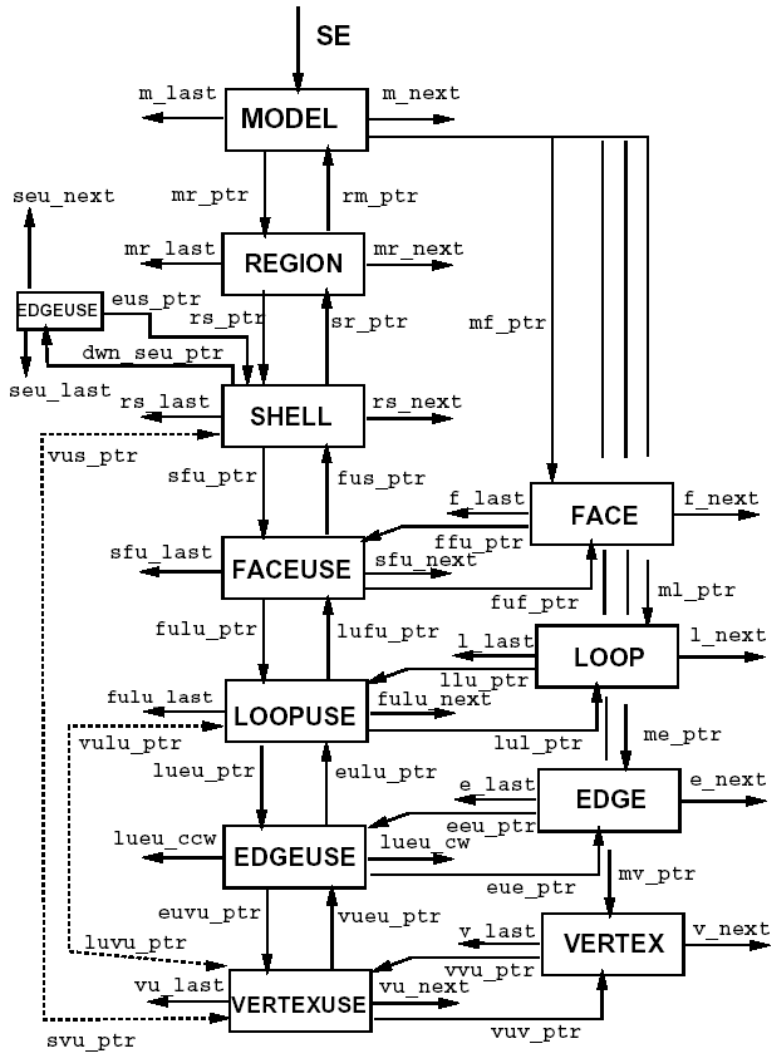 SE
m_last
m_next
MODEL
seu_next
mr_ptr
rm_ptr
mr_last
mr_next
REGION
EDGEUSE
eus_ptr
rs_ptr
sr_ptr
mf_ptr
dwn_seu_ptr
seu_last
rs_last
rs_next
SHELL
vus_ptr
sfu_ptr
fus_ptr
f_last
f_next
FACE
ffu_ptr
sfu_last
sfu_next
FACEUSE
fuf_ptr
ml_ptr
fulu_ptr
lufu_ptr
l_last
l_next
LOOP
llu_ptr
fulu_last
fulu_next
LOOPUSE
vulu_ptr
lul_ptr
me_ptr
lueu_ptr
eulu_ptr
e_last
e_next
EDGE
eeu_ptr
lueu_ccw
lueu_cw
EDGEUSE
eue_ptr
mv_ptr
euvu_ptr
vueu_ptr
luvu_ptr
v_last
v_next
VERTEX
vvu_ptr
vu_last
vu_next
VERTEXUSE
svu_ptr
vuv_ptr